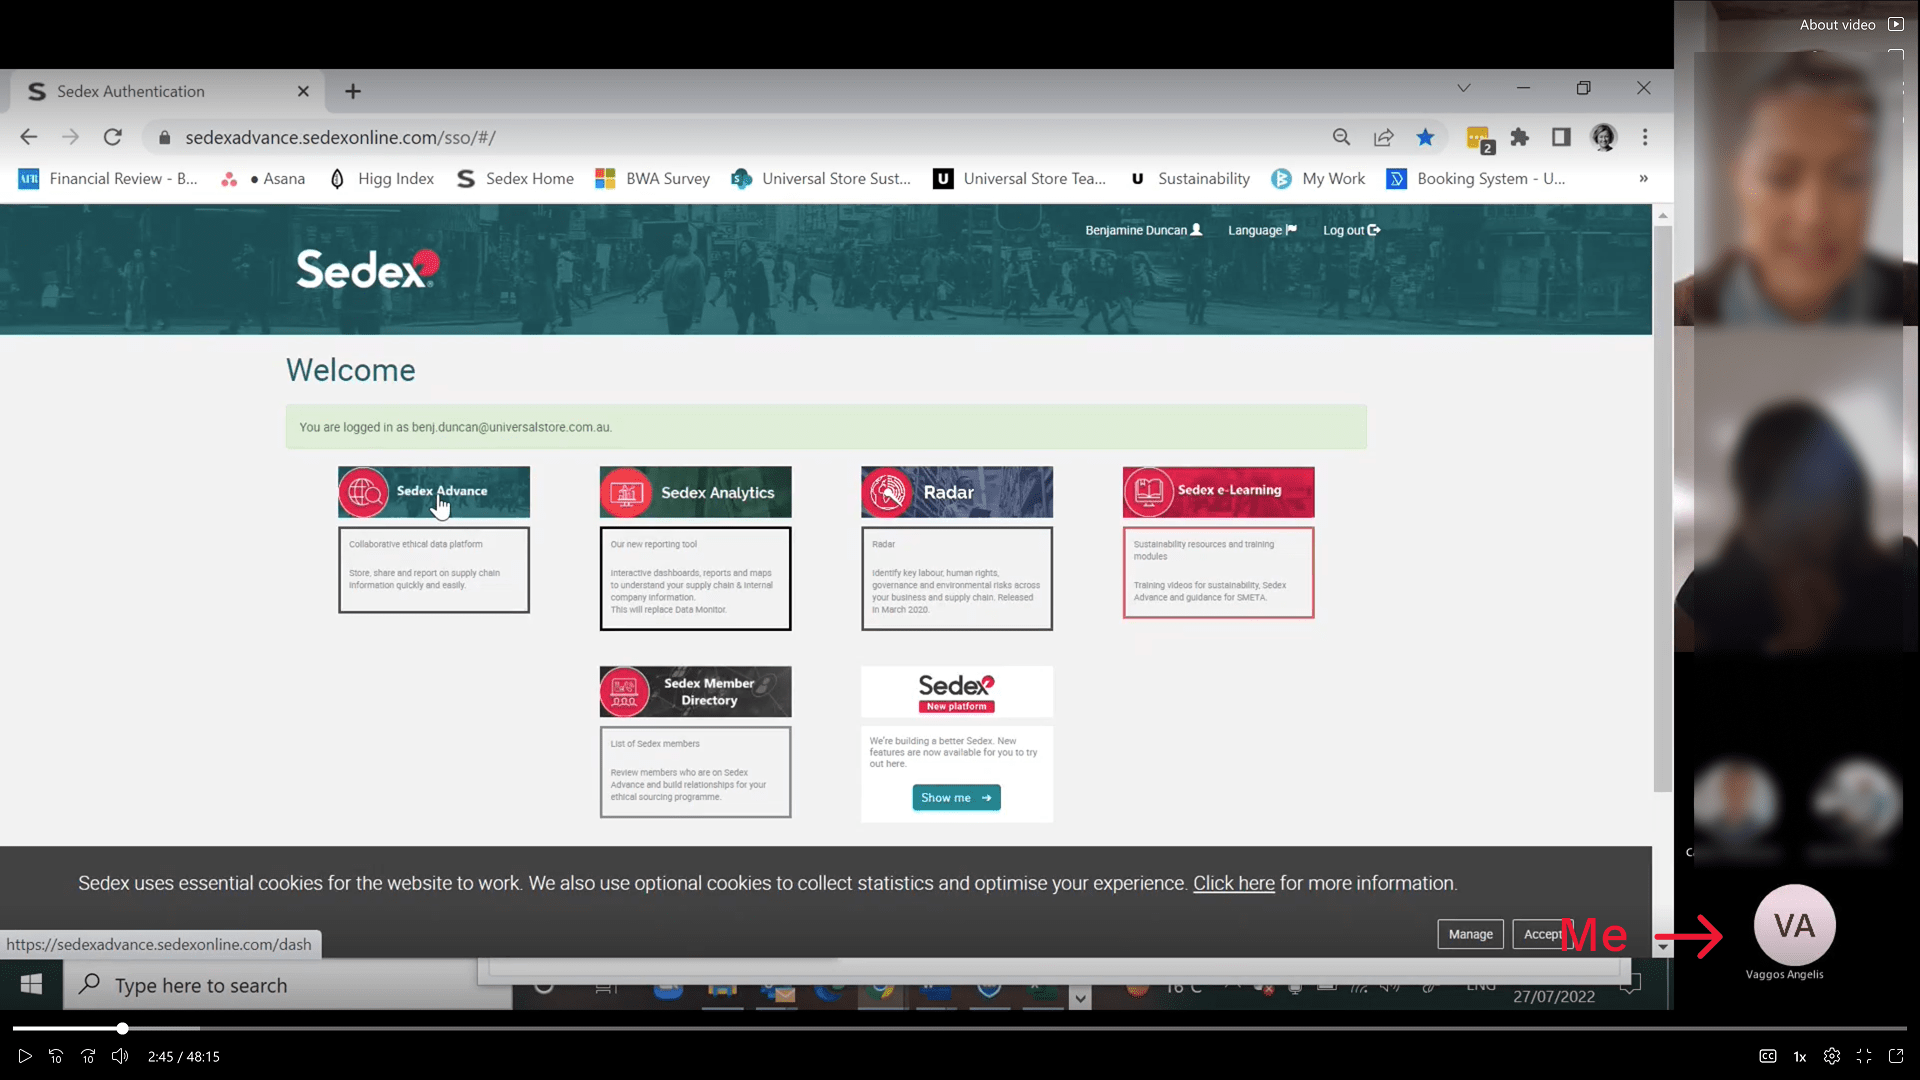 About video
Sedex Authentication
sedexadvance.sedexonline.com/sso/#/
2
Financial Review - B...
• Asana
Higg Index
Sedex Home
BWA Survey
Universal Store Sust...
Universal Store Tea...
Sustainability
My Work
Booking System - U...
»
Benjamine Duncan
Language
Log out
Sedex
Welcome
You are logged in as benj.duncan@universalstore.com.au.
Sedex Advance
Collaborative ethical data platform
Store, share and report on supply chain
information quickly and easily.
Sedex Analytics
Our new reporting tool
Interactive dashboards, reports and maps
to understand your supply chain & internal
company information.
This will replace Data Monitor.
Radar
Radar
Identify key labour, human rights,
governance and environmental risks across
your business and supply chain. Released
in March 2020.
Sedex e-Learning
Sustainability resources and training
modules
Training videos for sustainability, Sedex
Advance and guidance for SMETA.
Sedex Member
Directory
List of Sedex members
Review members who are on Sedex
Advance and build relationships for your
ethical sourcing programme.
Sedex
New platform
We're building a better Sedex. New
features are now available for you to try
out here.
Show me
Sedex uses essential cookies for the website to work. We also use optional cookies to collect statistics and optimise your experience. Click here for more information.
Manage
Accept
Me
VA
Vaggos Angelis
https://sedexadvance.sedexonline.com/dash
Type here to search
16°C
ENG
27/07/2022
10
10
2:45 / 48:15
CC
1x